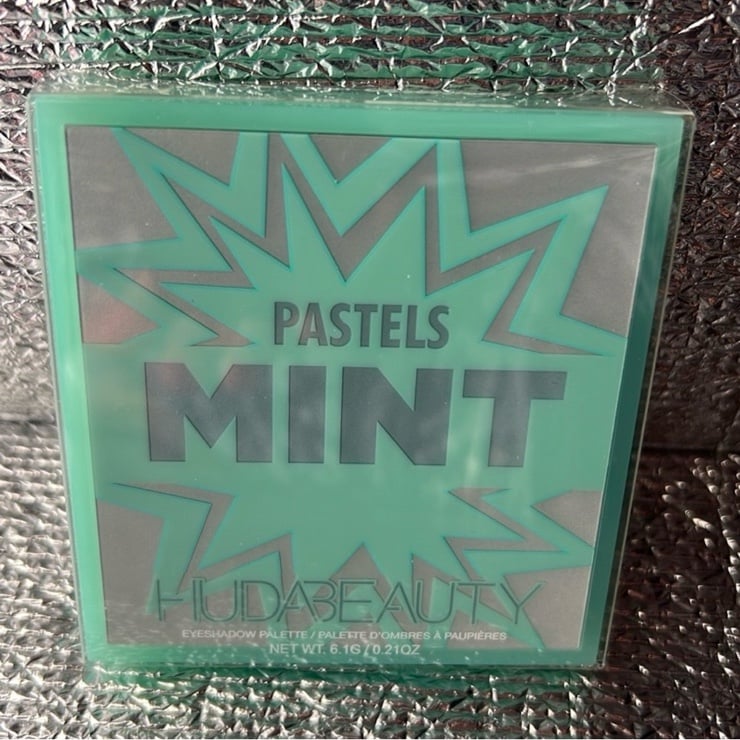 PASTELS
MINT
HUDABEAUTY
EYESHADOW PALETTE / PALETTE D'OMBRES À PAUPIÈRES
NET WT. 6.1G / 0.21OZ